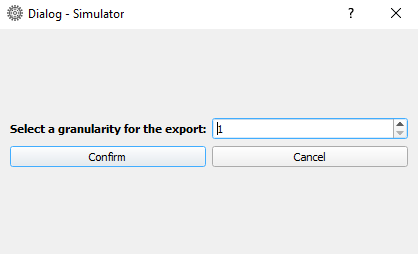 Dialog - Simulator
?
Select a granularity for the export: 1
Confirm Cancel